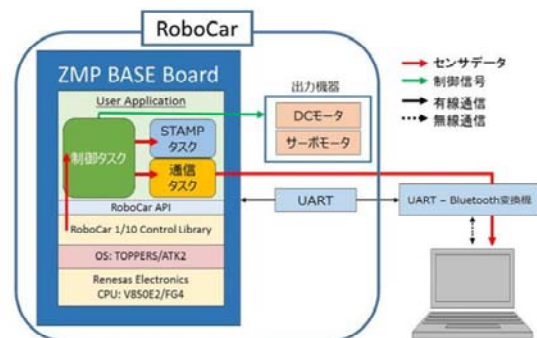 RoboCar
ZMP BASE Board
User Application
制御タスク
STAMP
タスク
通信
タスク
RoboCar API
RoboCar 1/10 Control Library
OS: TOPPERS/ATK2
Renesas Electronics
CPU: V850E2/FG4
出力機器
DCモータ
サーボモータ
UART
UART – Bluetooth変換機
センサデータ
制御信号
有線通信
無線通信